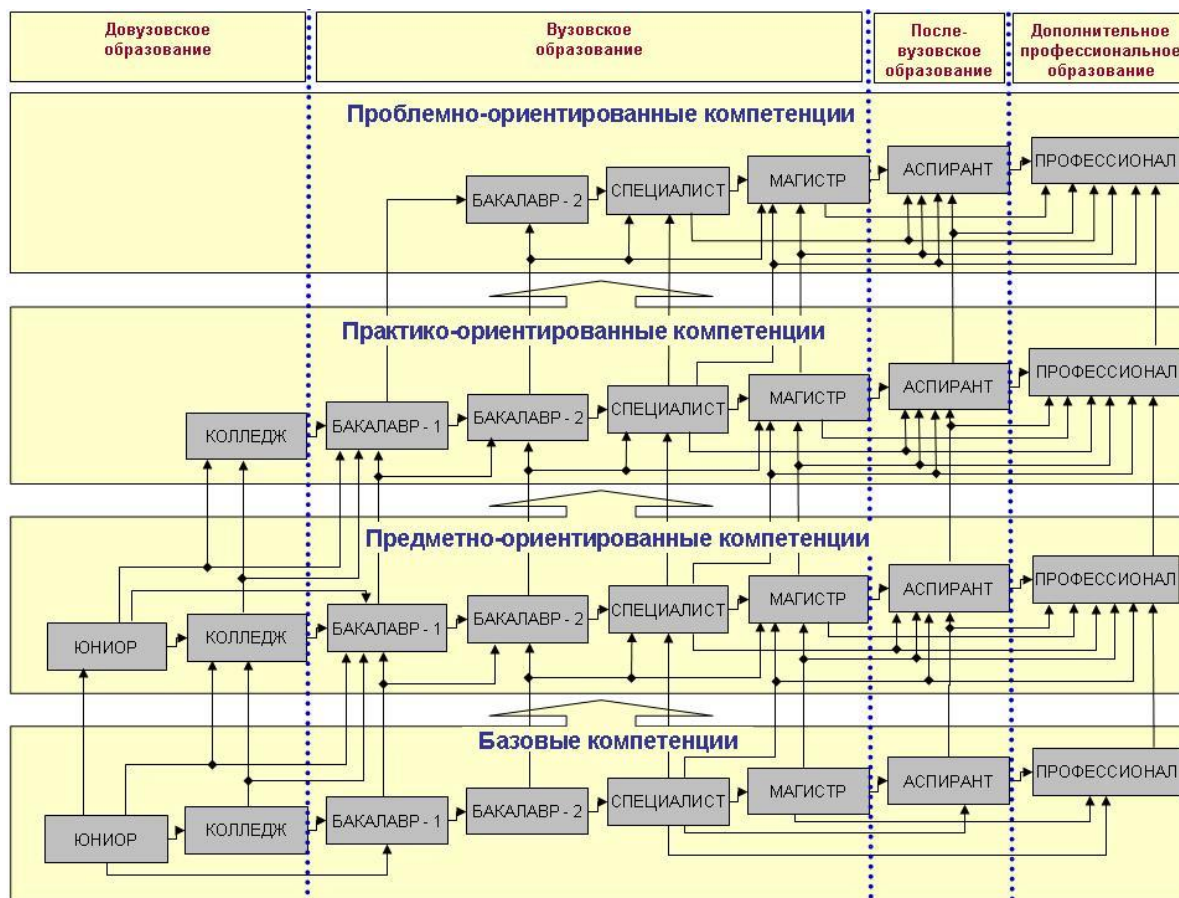 Довузовское
образование
Вузовское
образование
После-
вузовское
образование
Дополнительное
профессиональное
образование
Проблемно-ориентированные компетенции
БАКАЛАВР - 2
СПЕЦИАЛИСТ
МАГИСТР
АСПИРАНТ
ПРОФЕССИОНАЛ
Практико-ориентированные компетенции
КОЛЛЕДЖ
БАКАЛАВР - 1
БАКАЛАВР - 2
СПЕЦИАЛИСТ
МАГИСТР
АСПИРАНТ
ПРОФЕССИОНАЛ
Предметно-ориентированные компетенции
ЮНИОР
КОЛЛЕДЖ
БАКАЛАВР - 1
БАКАЛАВР - 2
СПЕЦИАЛИСТ
МАГИСТР
АСПИРАНТ
ПРОФЕССИОНАЛ
Базовые компетенции
ЮНИОР
КОЛЛЕДЖ
БАКАЛАВР - 1
БАКАЛАВР - 2
СПЕЦИАЛИСТ
МАГИСТР
АСПИРАНТ
ПРОФЕССИОНАЛ